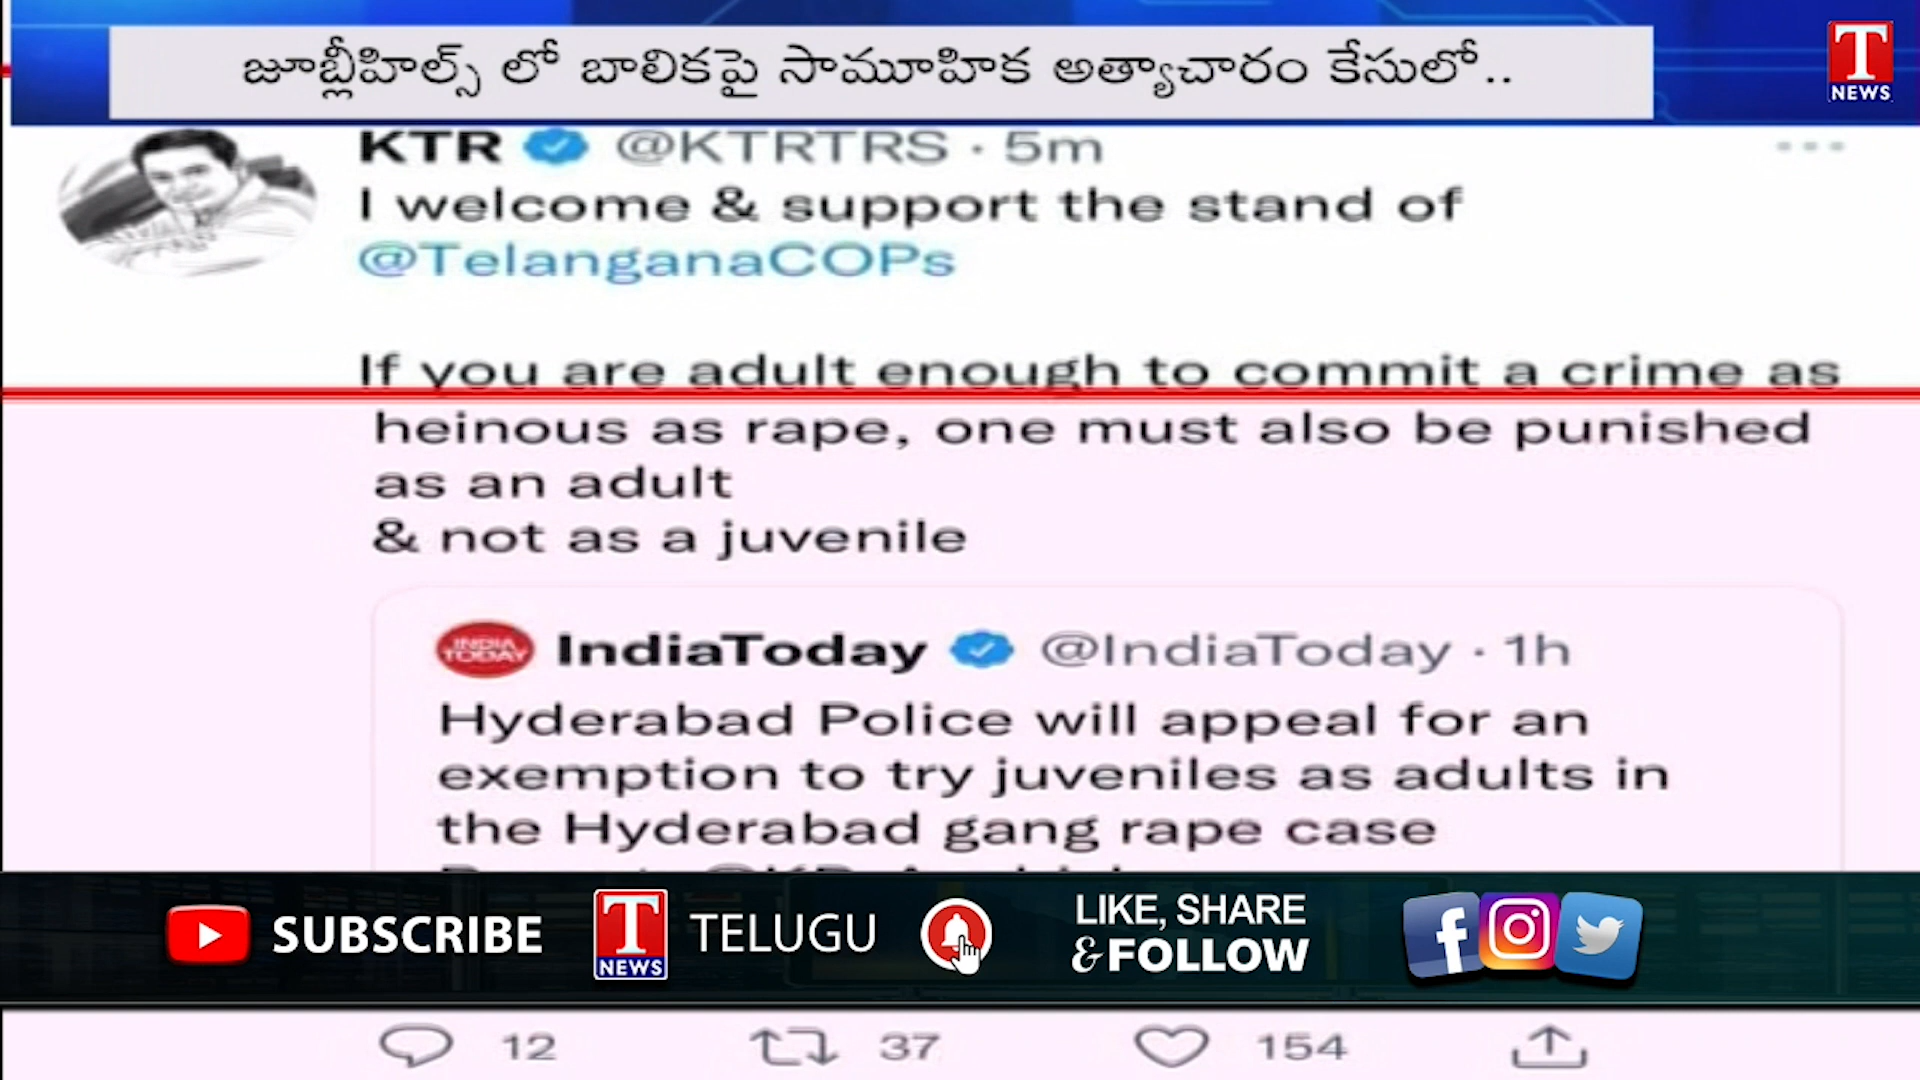 జూబ్లీహిల్స్ లో బాలికపై సామూహిక అత్యాచారం కేసులో..
T NEWS
KTR @KTRTRS · 5m
I welcome & support the stand of
@TelanganaCOPs
If you are adult enough to commit a crime as
heinous as rape, one must also be punished
as an adult
& not as a juvenile
INDIA TODAY
IndiaToday @IndiaToday · 1h
Hyderabad Police will appeal for an
exemption to try juveniles as adults in
the Hyderabad gang rape case
SUBSCRIBE T NEWS TELUGU
LIKE, SHARE
& FOLLOW
12 37 154